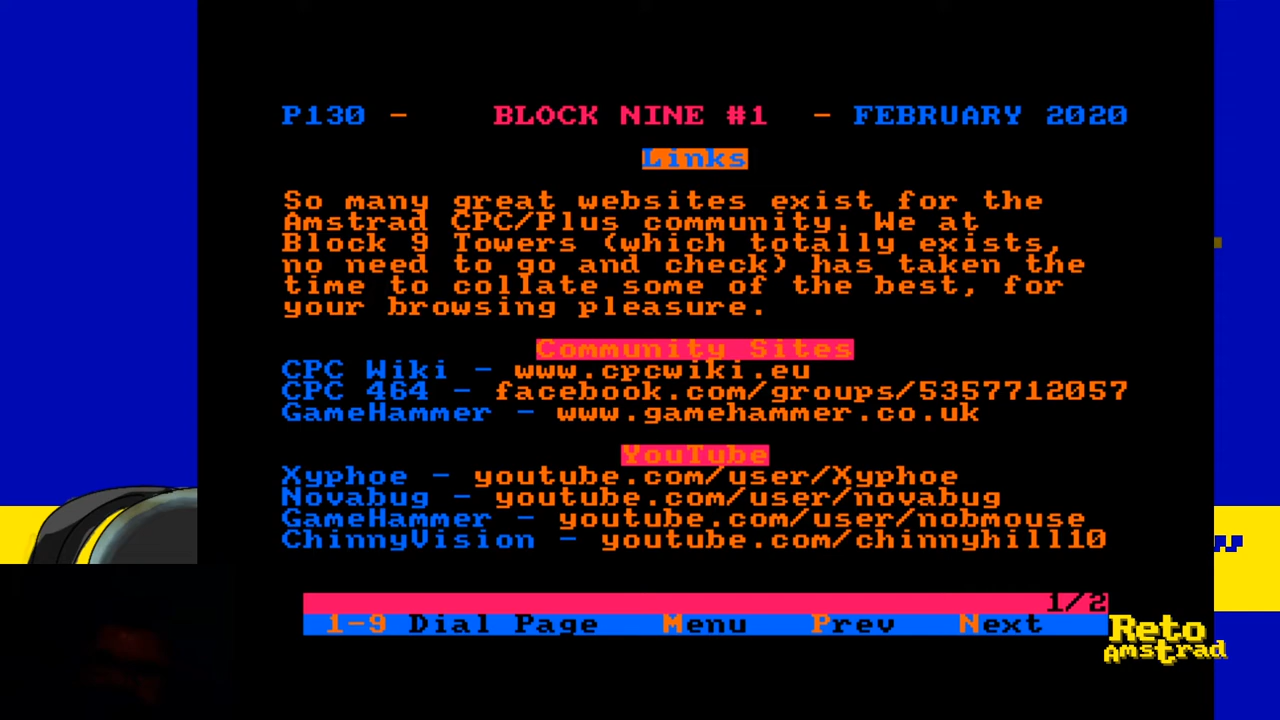 P130 - BLOCK NINE #1 - FEBRUARY 2020
Links
So many great websites exist for the
Amstrad CPC/Plus community. We at
Block 9 Towers (which totally exists,
no need to go and check) has taken the
time to collate some of the best, for
your browsing pleasure.
Community Sites
CPC Wiki - www.cpcwiki.eu
CPC 464 - facebook.com/groups/5357712057
GameHammer - www.gamehammer.co.uk
YouTube
Xyphoe - youtube.com/user/Xyphoe
Novabug - youtube.com/user/novabug
GameHammer - youtube.com/user/nobmouse
ChinnyVision - youtube.com/chinnyhill10
1/2
1-9 Dial Page Menu Prev Next
Reto
Amstrad